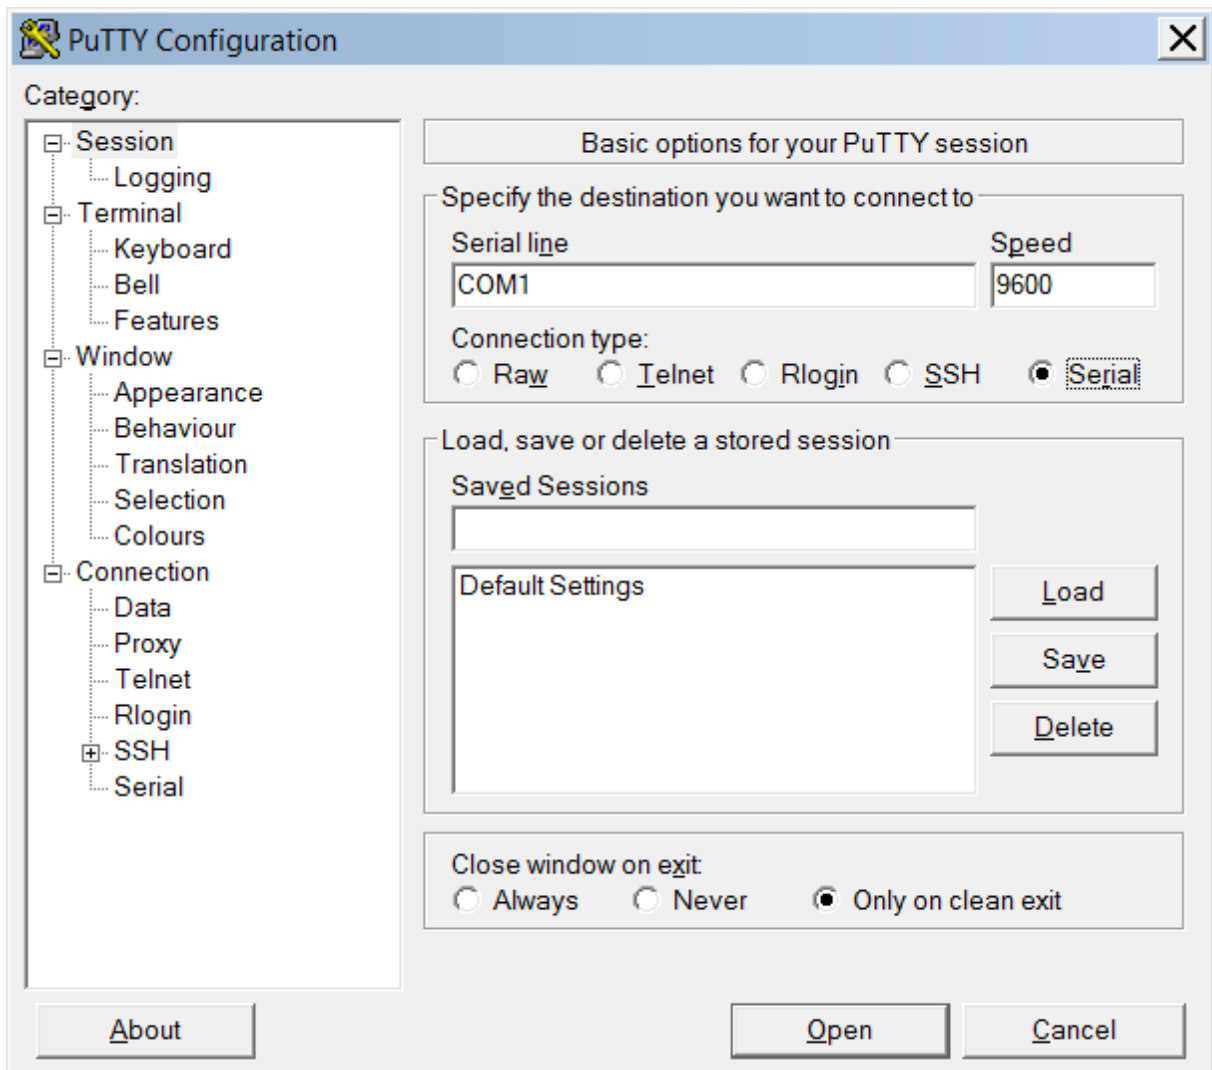 PuTTY Configuration
Category:
Session
Logging
Terminal
Keyboard
Bell
Features
Window
Appearance
Behaviour
Translation
Selection
Colours
Connection
Data
Proxy
Telnet
Rlogin
SSH
Serial
Basic options for your PuTTY session
Specify the destination you want to connect to
Serial line Speed
COM1 9600
Connection type:
Raw Telnet Rlogin SSH Serial
Load, save or delete a stored session
Saved Sessions
Default Settings
Load
Save
Delete
Close window on exit:
Always Never Only on clean exit
About Open Cancel